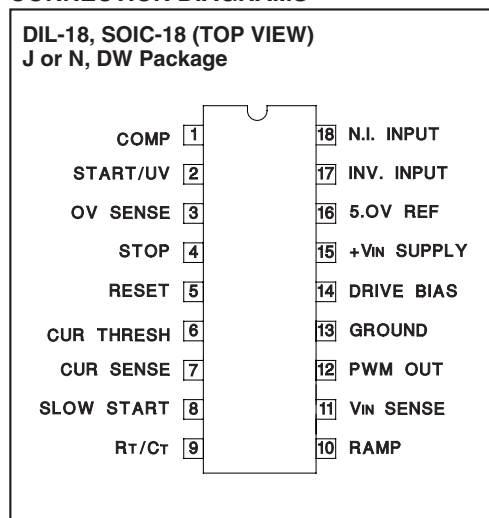 DIL-18, SOIC-18 (TOP VIEW)
J or N, DW Package
COMP 1 18 N.I. INPUT
START/UV 2 17 INV. INPUT
OV SENSE 3 16 5.OV REF
STOP 4 15 +VIN SUPPLY
RESET 5 14 DRIVE BIAS
CUR THRESH 6 13 GROUND
CUR SENSE 7 12 PWM OUT
SLOW START 8 11 VIN SENSE
RT/CT 9 10 RAMP